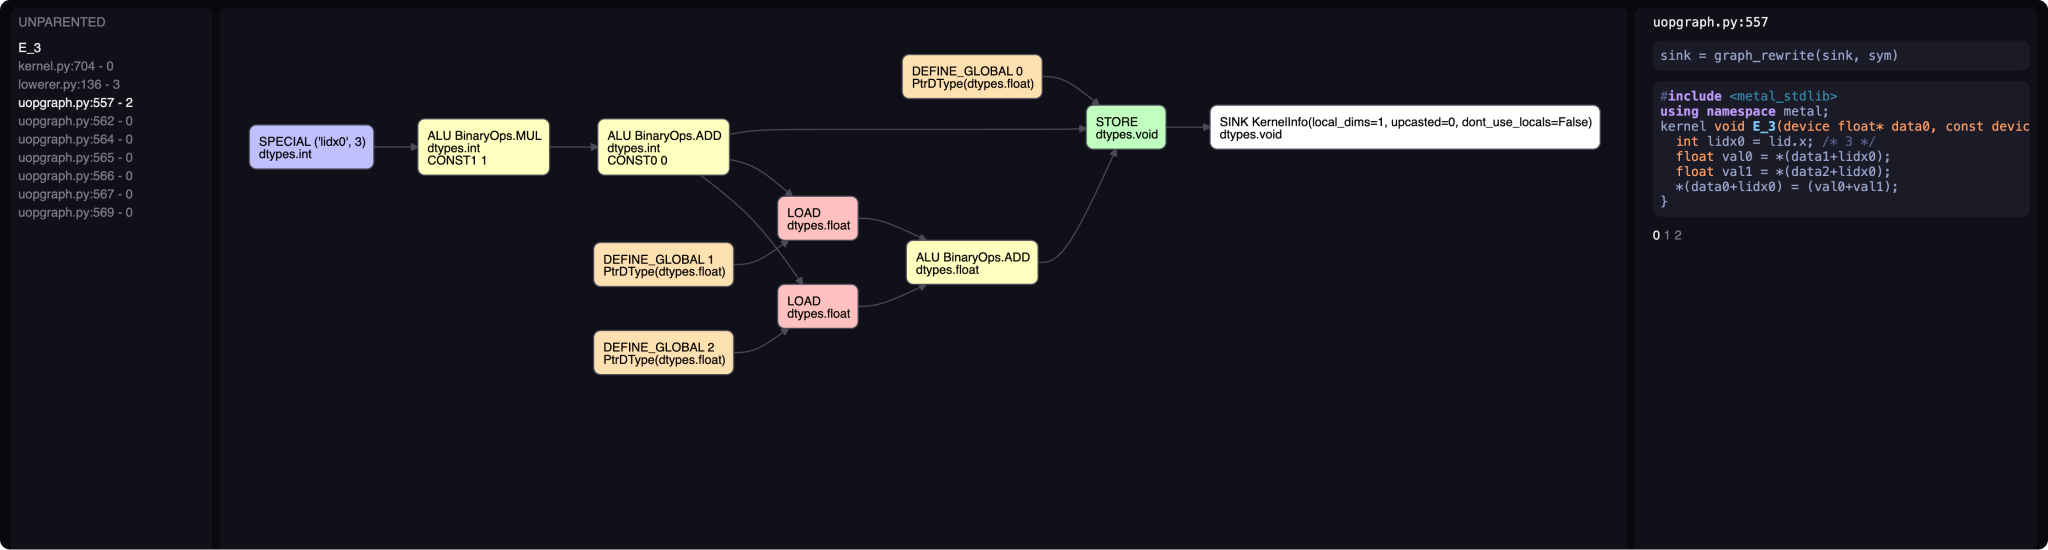 UNPARENTED
E_3
kernel.py:704 - 0
lowerer.py:136 - 3
uopgraph.py:557 - 2
uopgraph.py:562 - 0
uopgraph.py:564 - 0
uopgraph.py:565 - 0
uopgraph.py:566 - 0
uopgraph.py:567 - 0
uopgraph.py:569 - 0
SPECIAL ('lidx0', 3)
dtypes.int
ALU BinaryOps.MUL
dtypes.int
CONST1 1
ALU BinaryOps.ADD
dtypes.int
CONST0 0
DEFINE_GLOBAL 1
PtrDType(dtypes.float)
DEFINE_GLOBAL 2
PtrDType(dtypes.float)
LOAD
dtypes.float
LOAD
dtypes.float
DEFINE_GLOBAL 0
PtrDType(dtypes.float)
ALU BinaryOps.ADD
dtypes.float
STORE
dtypes.void
SINK KernelInfo(local_dims=1, upcasted=0, dont_use_locals=False)
dtypes.void
uopgraph.py:557
sink = graph_rewrite(sink, sym)
#include <metal_stdlib>
using namespace metal;
kernel void E_3(device float* data0, const devic
int lidx0 = lid.x; /* 3 */
float val0 = *(data1+lidx0);
float val1 = *(data2+lidx0);
*(data0+lidx0) = (val0+val1);
}
0 1 2